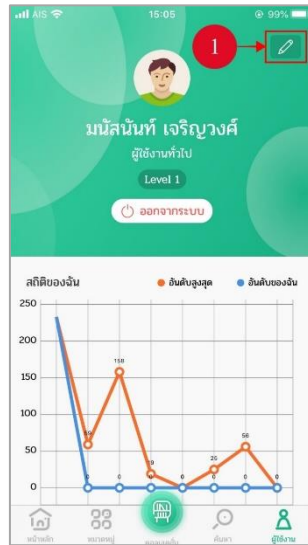 AIS 15:05 99%
1
มนัสนันท์ เจริญวงศ์
ผู้ใช้งานทั่วไป
Level 1
ออกจากระบบ
สถิติของฉัน อันดับสูงสุด อันดับของฉัน
250
200
150
100
50
0
59 158 19 0 25 56 0
0 0 0 0 0 0 0
หน้าหลัก หมวดหมู่ ค้นหา ผู้ใช้งาน